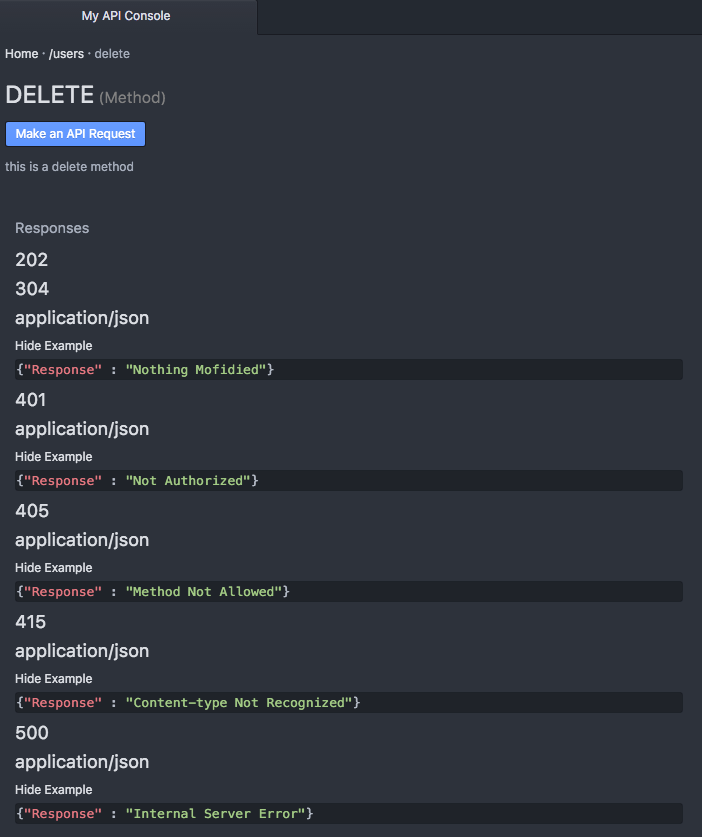 My API Console
Home · /users · delete
DELETE (Method)
Make an API Request
this is a delete method
Responses
202
304
application/json
Hide Example
{"Response" : "Nothing Mofidied"}
401
application/json
Hide Example
{"Response" : "Not Authorized"}
405
application/json
Hide Example
{"Response" : "Method Not Allowed"}
415
application/json
Hide Example
{"Response" : "Content-type Not Recognized"}
500
application/json
Hide Example
{"Response" : "Internal Server Error"}